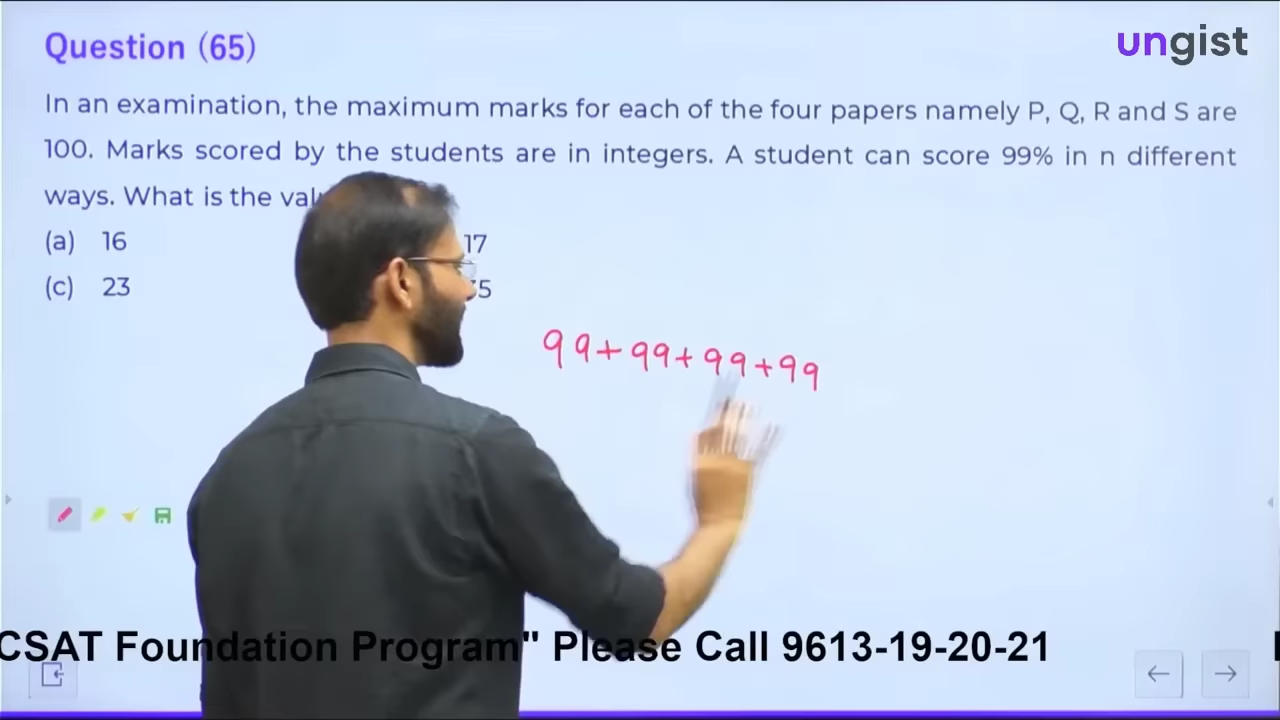 Question (65)
ungist
In an examination, the maximum marks for each of the four papers namely P, Q, R and S are
100. Marks scored by the students are in integers. A student can score 99% in n different
ways. What is the
(a) 16
17
(c) 23
99+99+99+99
CSAT Foundation Program" Please Call 9613-19-20-21